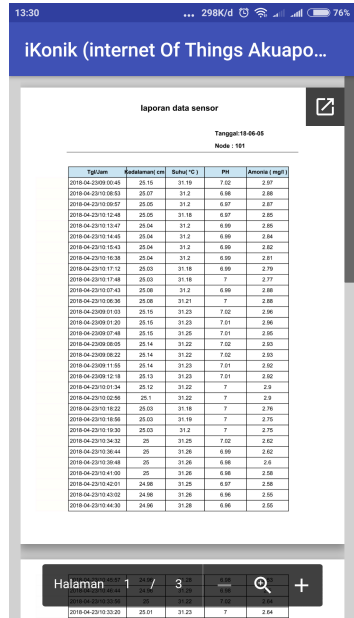 13:30 ... 298K/d 76%
iKonik (internet Of Things Akuapo...
laporan data sensor
Tanggal:18-06-05
Node : 101
Tgl/Jam Kedalaman( cm Suhu( °C ) PH Amonia ( mg/l )
2018-04-23/09:00:45 25.15 31.19 7.02 2.97
2018-04-23/10:08:53 25.07 31.2 6.98 2.88
2018-04-23/10:09:57 25.05 31.2 6.97 2.87
2018-04-23/10:12:48 25.05 31.18 6.97 2.85
2018-04-23/10:13:47 25.04 31.2 6.99 2.85
2018-04-23/10:14:45 25.04 31.2 6.99 2.84
2018-04-23/10:15:43 25.04 31.2 6.99 2.82
2018-04-23/10:16:38 25.04 31.2 6.99 2.81
2018-04-23/10:17:12 25.03 31.18 6.99 2.79
2018-04-23/10:17:48 25.03 31.18 7 2.77
2018-04-23/10:07:43 25.08 31.2 6.99 2.88
2018-04-23/10:06:36 25.08 31.21 7 2.88
2018-04-23/09:01:03 25.15 31.23 7.02 2.96
2018-04-23/09:01:20 25.15 31.23 7.01 2.96
2018-04-23/09:07:48 25.15 31.25 7.01 2.95
2018-04-23/09:08:05 25.14 31.22 7.02 2.93
2018-04-23/09:08:22 25.14 31.22 7.02 2.93
2018-04-23/09:11:55 25.14 31.23 7.01 2.92
2018-04-23/09:12:18 25.13 31.23 7.01 2.92
2018-04-23/10:01:34 25.12 31.22 7 2.9
2018-04-23/10:02:56 25.1 31.22 7 2.9
2018-04-23/10:18:22 25.03 31.18 7 2.76
2018-04-23/10:18:56 25.03 31.19 7 2.75
2018-04-23/10:19:30 25.03 31.2 7 2.75
2018-04-23/10:34:32 25 31.25 7.02 2.62
2018-04-23/10:36:44 25 31.26 6.99 2.62
2018-04-23/10:39:48 25 31.26 6.98 2.6
2018-04-23/10:41:00 25 31.26 6.98 2.58
2018-04-23/10:42:01 24.98 31.25 6.97 2.58
2018-04-23/10:43:02 24.98 31.26 6.96 2.55
2018-04-23/10:44:30 24.96 31.28 6.96 2.55
Halaman 1 / 3
2018-04-23/10:33:20 25.01 31.23 7 2.64